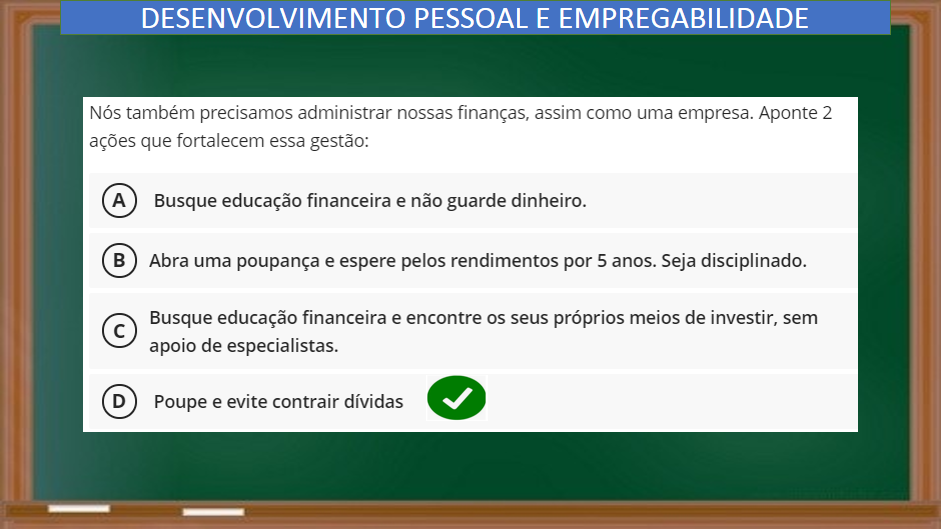 DESENVOLVIMENTO PESSOAL E EMPREGABILIDADE
Nós também precisamos administrar nossas finanças, assim como uma empresa. Aponte 2
ações que fortalecem essa gestão:
A Busque educação financeira e não guarde dinheiro.
B Abra uma poupança e espere pelos rendimentos por 5 anos. Seja disciplinado.
C Busque educação financeira e encontre os seus próprios meios de investir, sem
apoio de especialistas.
D Poupe e evite contrair dívidas